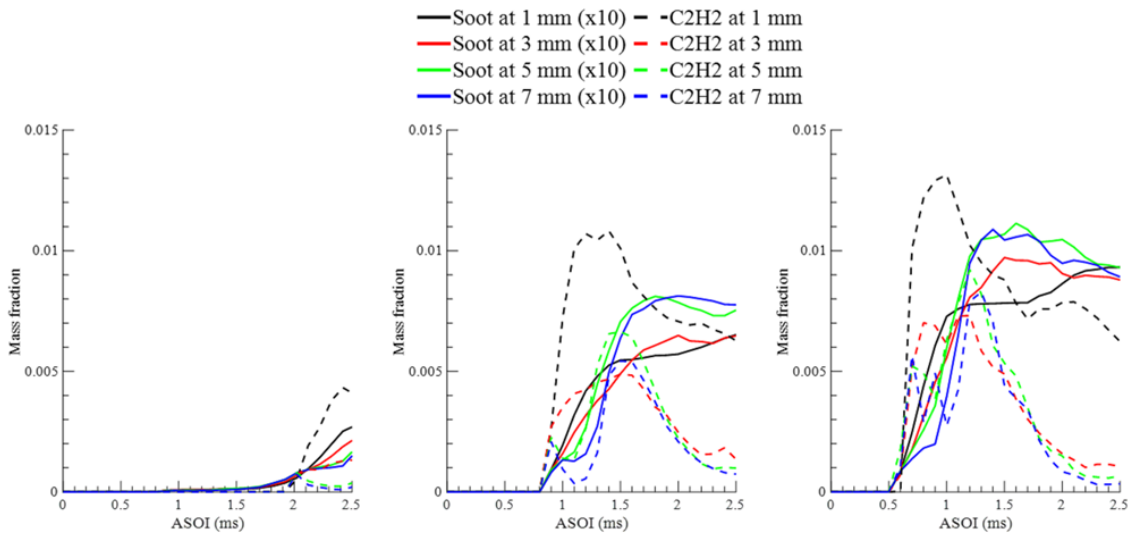 Soot at 1 mm (x10) C2H2 at 1 mm
Soot at 3 mm (x10) C2H2 at 3 mm
Soot at 5 mm (x10) C2H2 at 5 mm
Soot at 7 mm (x10) C2H2 at 7 mm
0.015
0.01
0.005
0
Mass fraction
0 0.5 1 1.5 2 2.5
ASOI (ms)
0.015
0.01
0.005
0
Mass fraction
0 0.5 1 1.5 2 2.5
ASOI (ms)
0.015
0.01
0.005
0
Mass fraction
0 0.5 1 1.5 2 2.5
ASOI (ms)